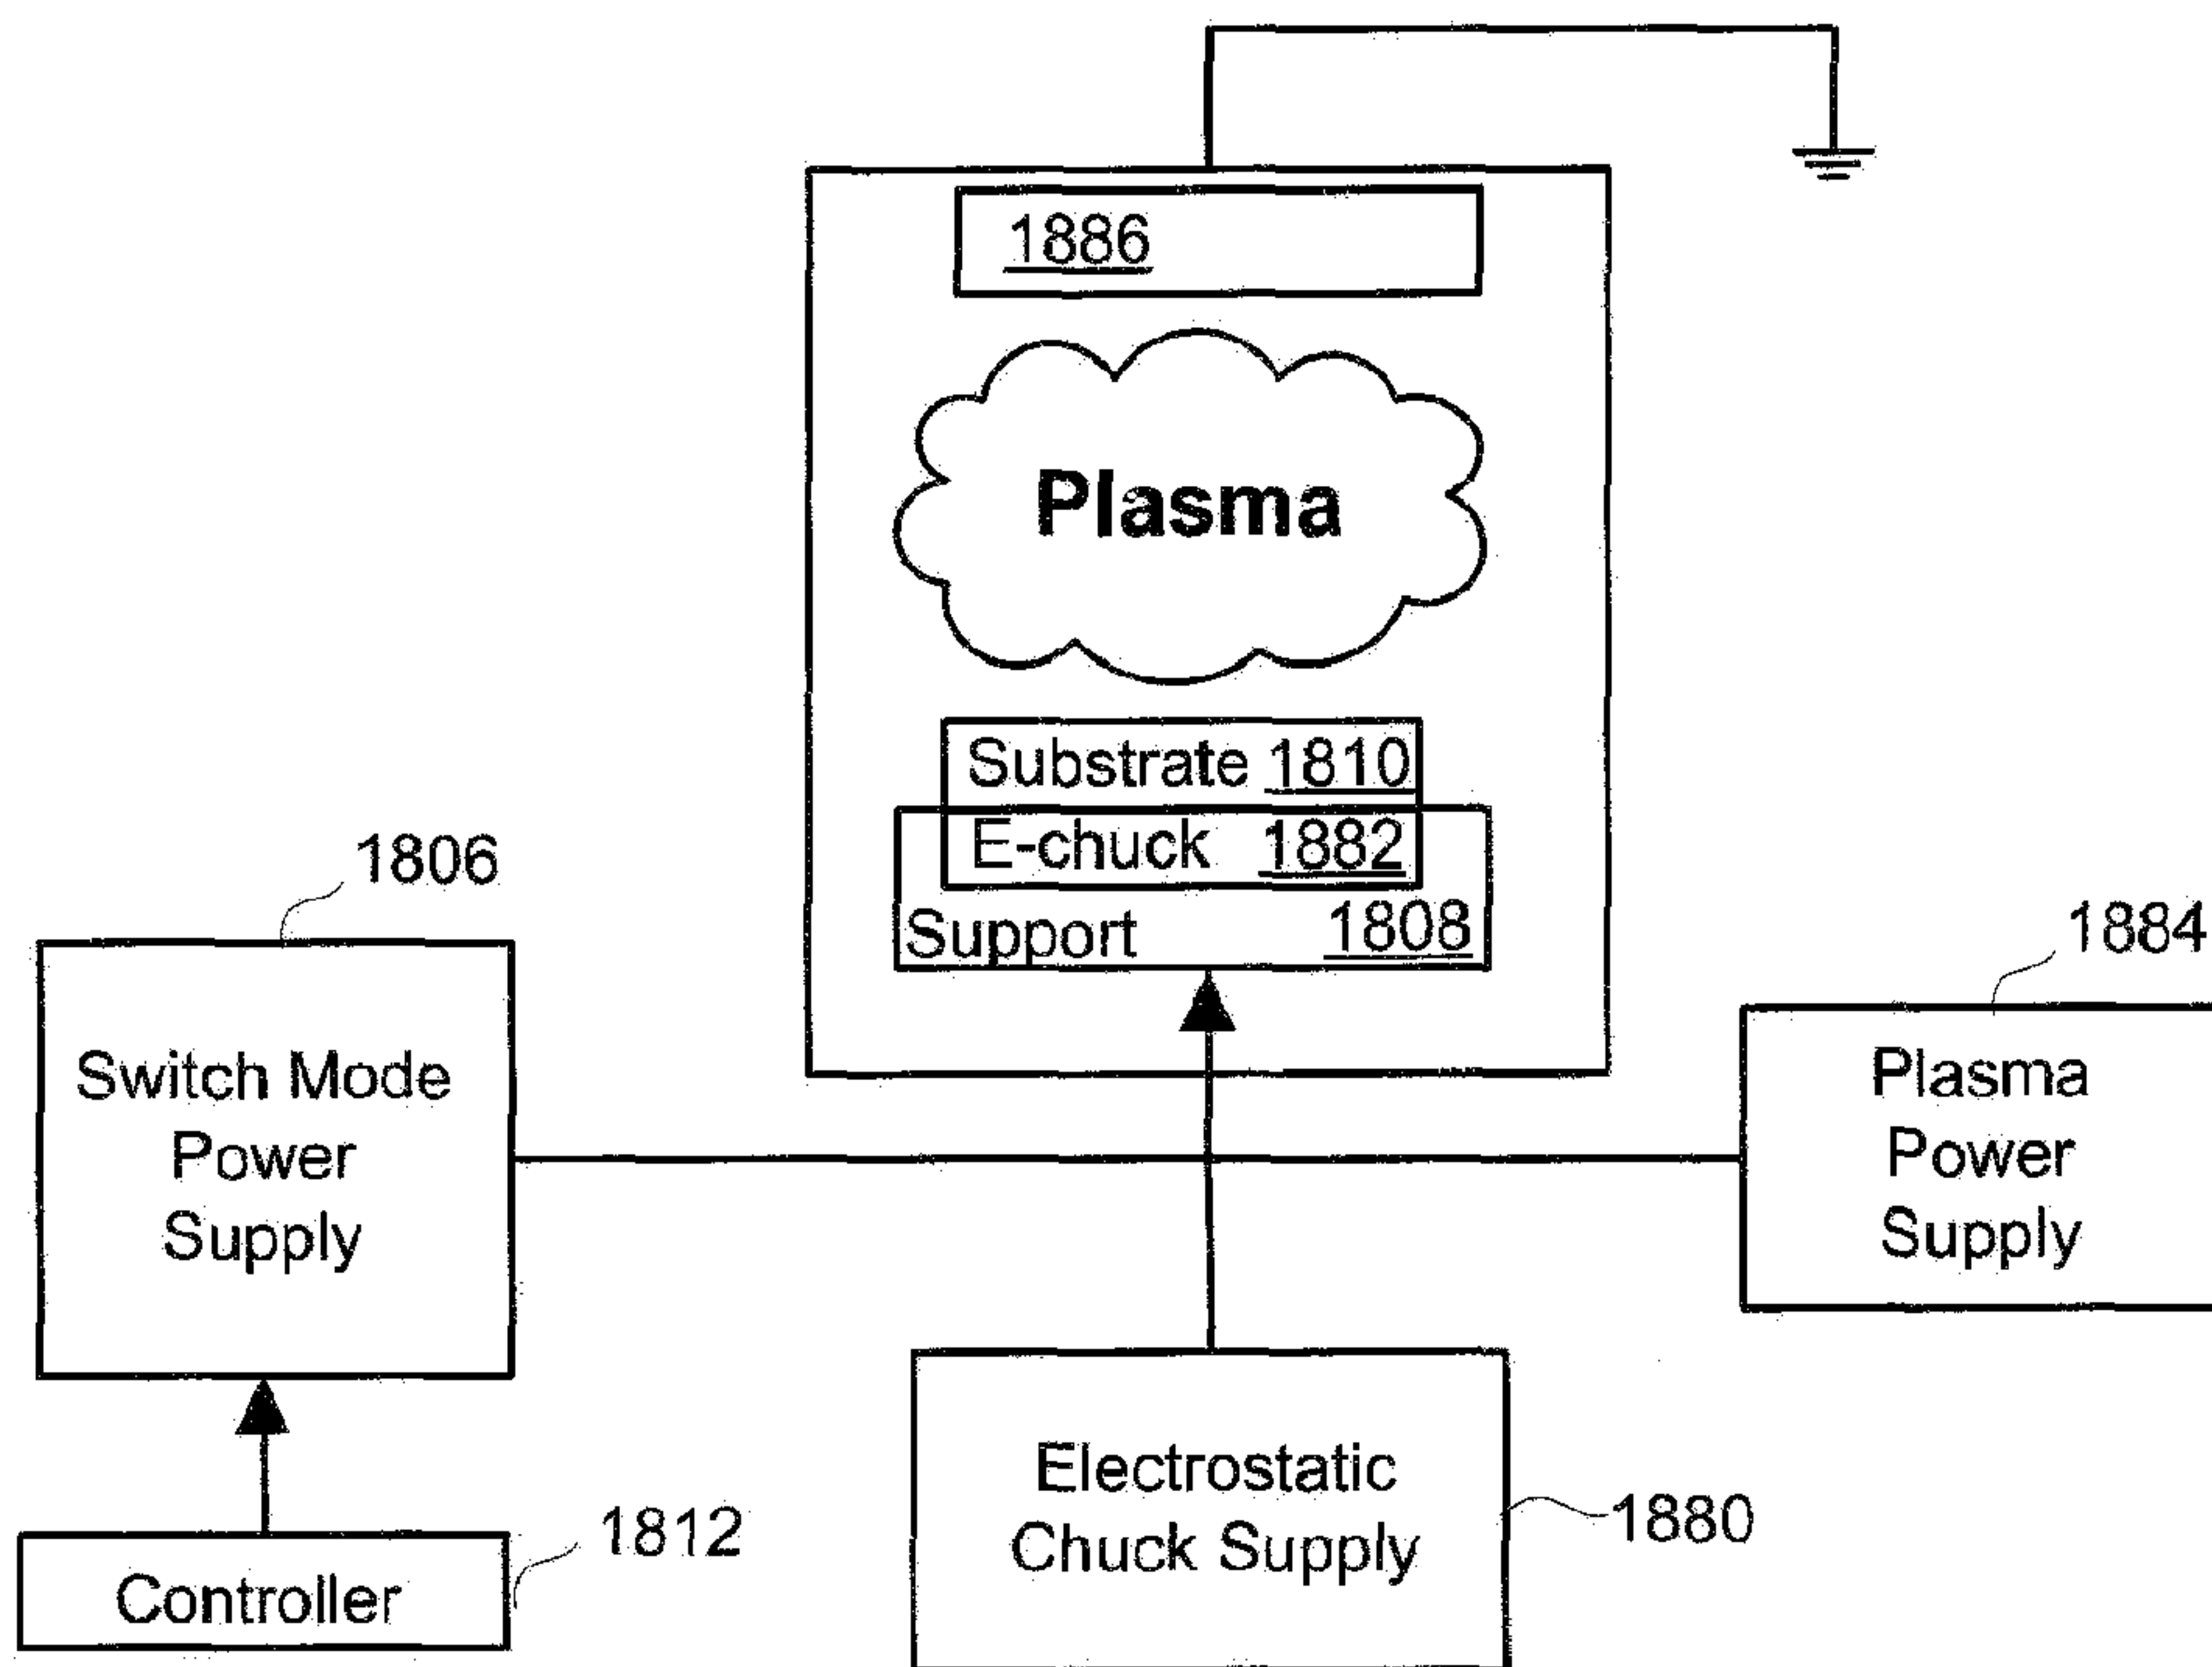 1886
Plasma
Substrate 1810
E-chuck 1882
Support 1808
1806
Switch Mode
Power
Supply
1884
Plasma
Power
Supply
Controller
1812
Electrostatic
Chuck Supply
1880